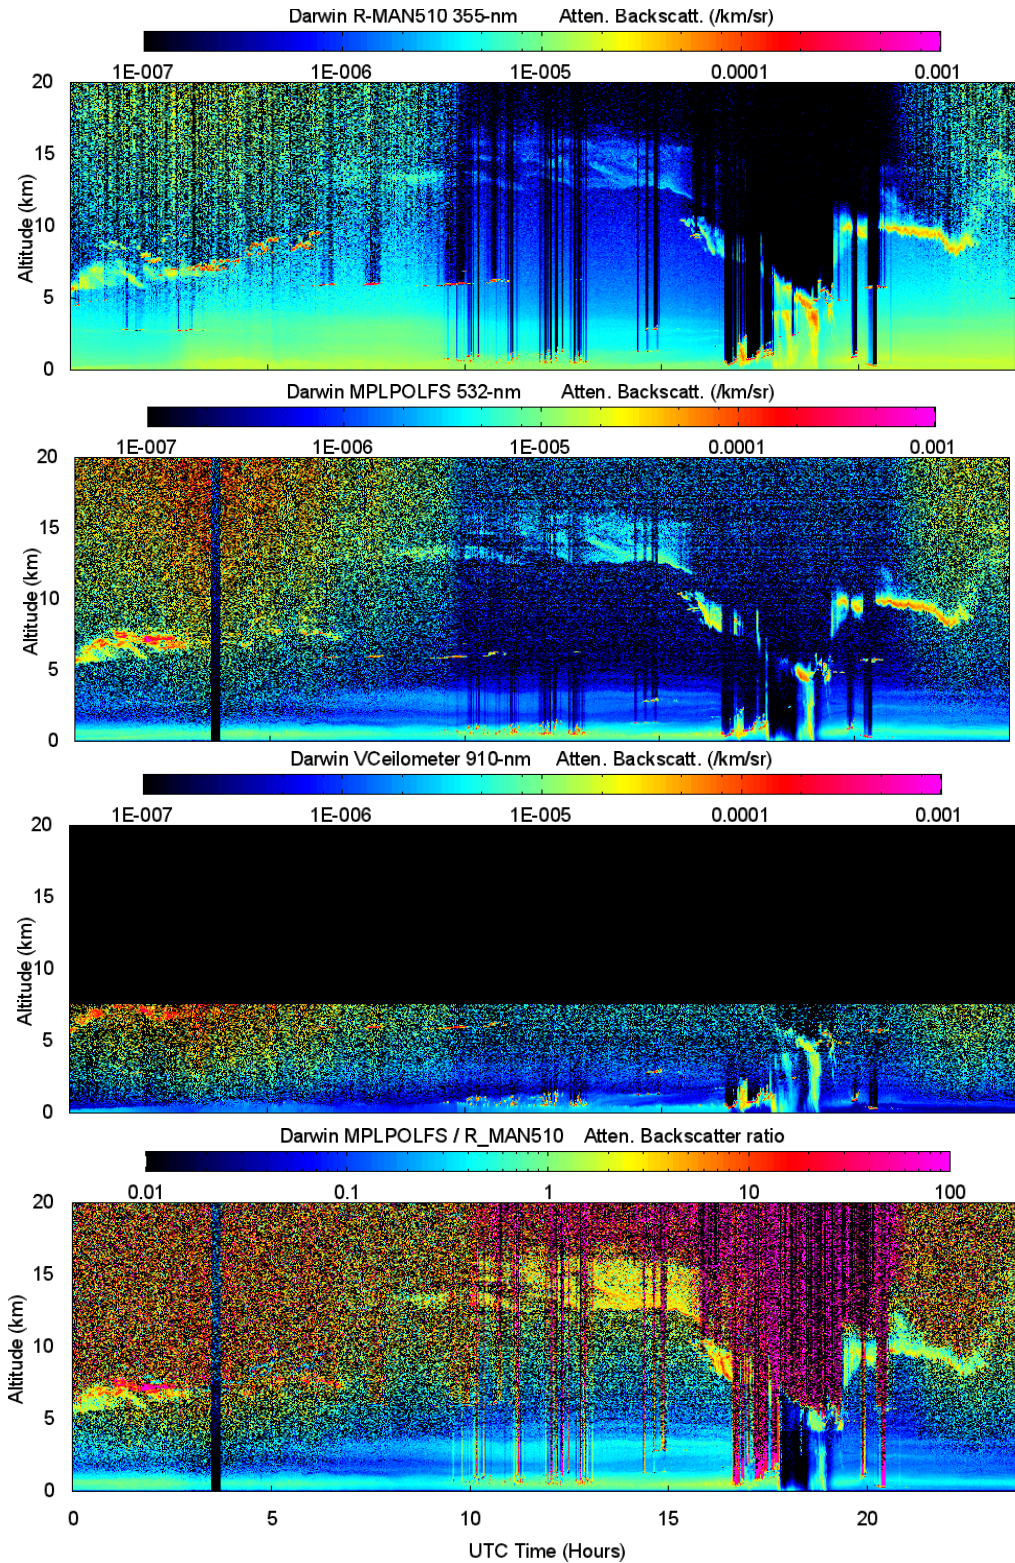 Darwin R-MAN510 355-nm Atten. Backscatt. (/km/sr)
1E-007 1E-006 1E-005 0.0001 0.001
20
15
10
5
0
Altitude (km)
Darwin MPLPOLFS 532-nm Atten. Backscatt. (/km/sr)
1E-007 1E-006 1E-005 0.0001 0.001
20
15
10
5
0
Altitude (km)
Darwin VCeilometer 910-nm Atten. Backscatt. (/km/sr)
1E-007 1E-006 1E-005 0.0001 0.001
20
15
10
5
0
Altitude (km)
Darwin MPLPOLFS / R_MAN510 Atten. Backscatter ratio
0.01 0.1 1 10 100
20
15
10
5
0
Altitude (km)
0 5 10 15 20
UTC Time (Hours)